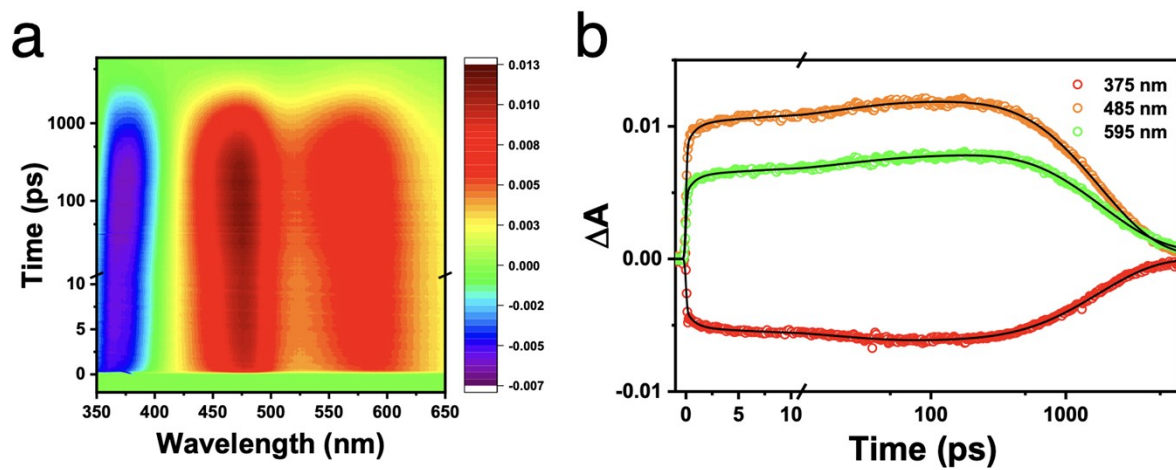 a
Time (ps)
1000
100
10
5
0
350 400 450 500 550 600 650
Wavelength (nm)
0.013
0.010
0.008
0.005
0.003
0.000
-0.002
-0.005
-0.007
b
ΔA
0.01
0.00
-0.01
375 nm
485 nm
595 nm
0 5 10 100 1000
Time (ps)